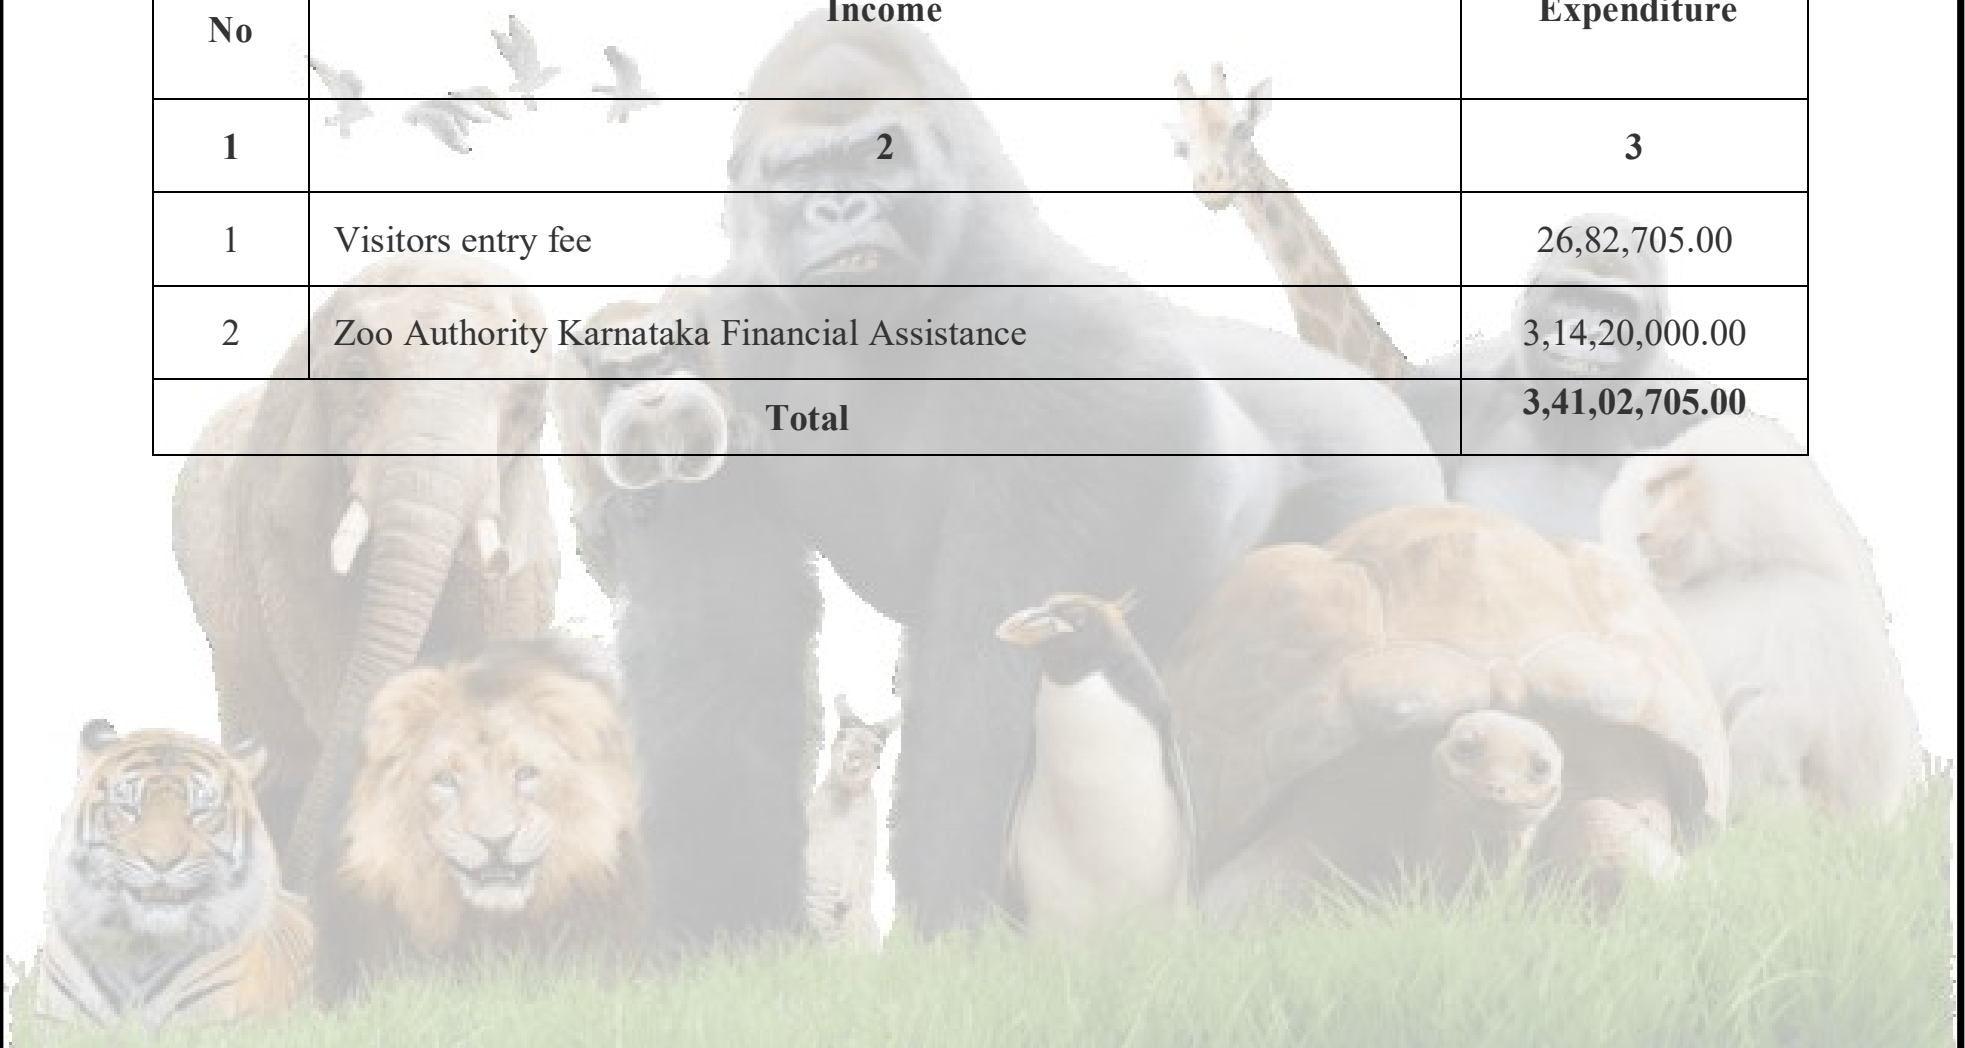 No Income Expenditure
1 2 3
1 Visitors entry fee 26,82,705.00
2 Zoo Authority Karnataka Financial Assistance 3,14,20,000.00
Total 3,41,02,705.00